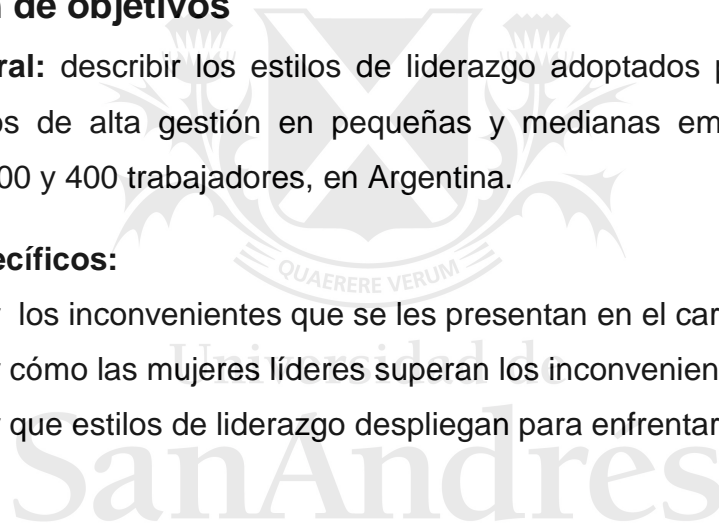 n de objetivos
ral: describir los estilos de liderazgo adoptados p
os de alta gestión en pequeñas y medianas em
00 y 400 trabajadores, en Argentina.
ecíficos:
QUAERERE VERUM
r los inconvenientes que se les presentan en el car
r cómo las mujeres líderes superan los inconvenien
Universidad de
r que estilos de liderazgo despliegan para enfrentar
SanAndrés